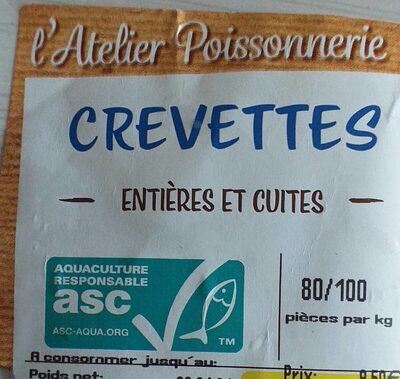 l'Atelier Poissonnerie
CREVETTES
ENTIÈRES ET CUITES
AQUACULTURE
RESPONSABLE
asc
ASC-AQUA.ORG
TM
80/100
pièces par kg
A consommer jusqu'au:
Poids net:
Prix: